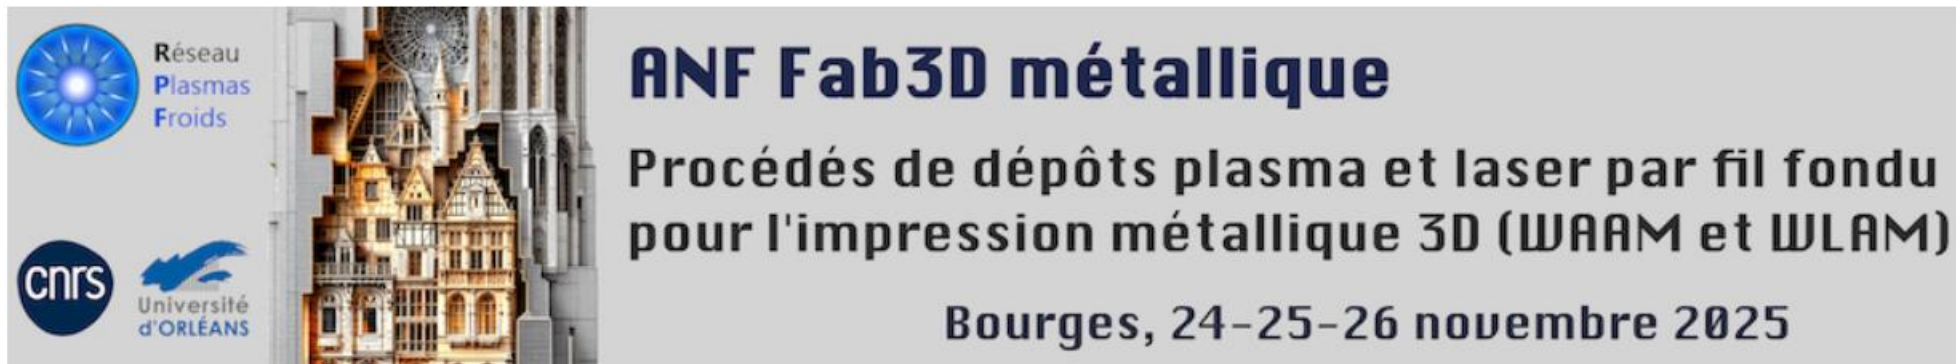 Réseau
Plasmas
Froids
cnrs
Université
d'ORLÉANS
ANF Fab3D métallique
Procédés de dépôts plasma et laser par fil fondu
pour l'impression métallique 3D (WAAM et WLAM)
Bourges, 24-25-26 novembre 2025